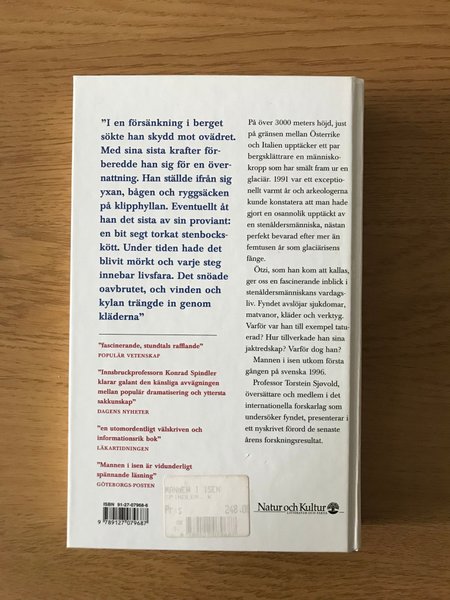 "I en försänkning i berget
sökte han skydd mot ovädret.
Med sina sista krafter för-
beredde han sig för en över-
nattning. Han ställde ifrån sig
yxan, bågen och ryggsäcken
på klipphyllan. Eventuellt åt
han det sista av sin proviant:
en bit segt torkat stenbocks-
kött. Under tiden hade det
blivit mörkt och varje steg
innebar livsfara. Det snöade
oavbrutet, och vinden och
kylan trängde in genom
kläderna"
"fascinerande, stundtals rafflande"
POPULÄR VETENSKAP
"Innsbruckprofessorn Konrad Spindler
klarar galant den känsliga avvägningen
mellan populär dramatisering och yttersta
sakkunskap"
DAGENS NYHETER
"en utomordentligt välskriven och
informationsrik bok"
LÄKARTIDNINGEN
"Mannen i isen är vidunderligt
spännande läsning"
GÖTEBORGS-POSTEN
På över 3000 meters höjd, just
på gränsen mellan Österrike
och Italien upptäcker ett par
bergsklättrare en människo-
kropp som har smält fram ur en
glaciär. 1991 var ett exceptio-
nellt varmt år och arkeologerna
kunde konstatera att man hade
gjort en osannolik upptäckt av
en stenåldersmänniska, nästan
perfekt bevarad efter mer än
femtusen år som glaciärisens
fånge.
Ötzi, som han kom att kallas,
ger oss en fascinerande inblick i
stenåldersmänniskans vardags-
liv. Fyndet avslöjar sjukdomar,
matvanor, kläder och verktyg.
Varför var han till exempel tatu-
erad? Hur tillverkade han sina
jaktredskap? Varför dog han?
Mannen i isen utkom första
gången på svenska 1996.
Professor Torstein Sjøvold,
översättare och medlem i det
internationella forskarlag som
undersöker fyndet, presenterar i
ett nyskrivet förord de senaste
årens forskningsresultat.
ISBN 91-27-07968-6
9789127079687
MANNEN I ISEN
SPINDLER, K
Pris 248.00
Natur och Kultur
LITTERATUR OCH FAKTA